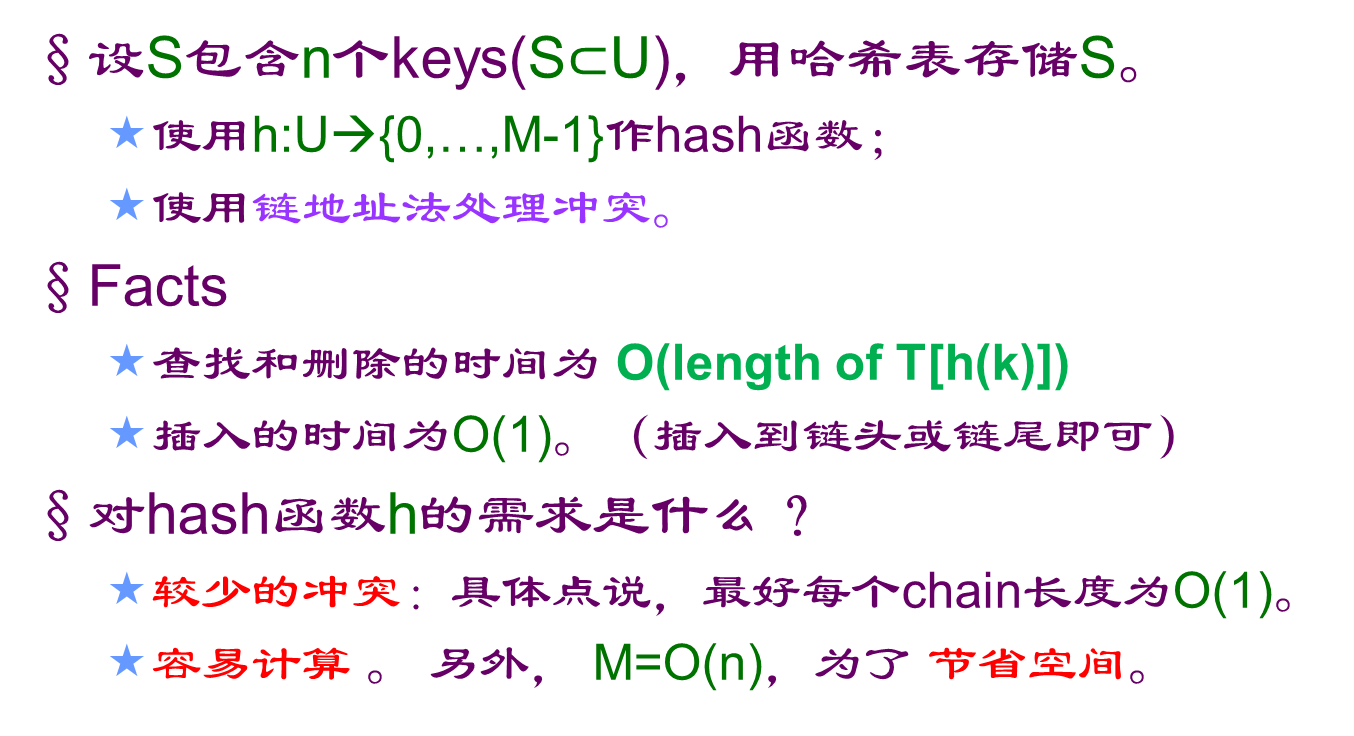 § 设S包含n个keys(S⊂U)，用哈希表存储S。
★ 使用h:U→{0,…,M-1}作hash函数；
★ 使用链地址法处理冲突。
§ Facts
★ 查找和删除的时间为 O(length of T[h(k)])
★ 插入的时间为O(1)。（插入到链头或链尾即可）
§ 对hash函数h的需求是什么？
★ 较少的冲突：具体点说，最好每个chain长度为O(1)。
★ 容易计算 。 另外， M=O(n)，为了 节省空间。